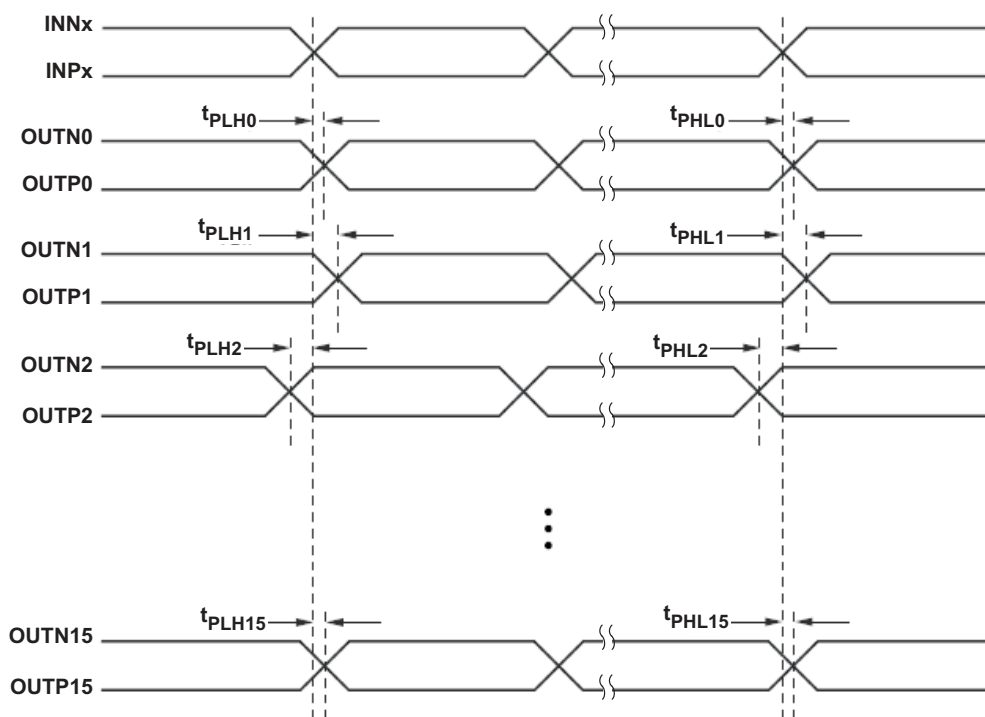 INNx
INPx
tPLH0 tPHL0
OUTN0
OUTP0
tPLH1 tPHL1
OUTN1
OUTP1
tPLH2 tPHL2
OUTN2
OUTP2
tPLH15 tPHL15
OUTN15
OUTP15